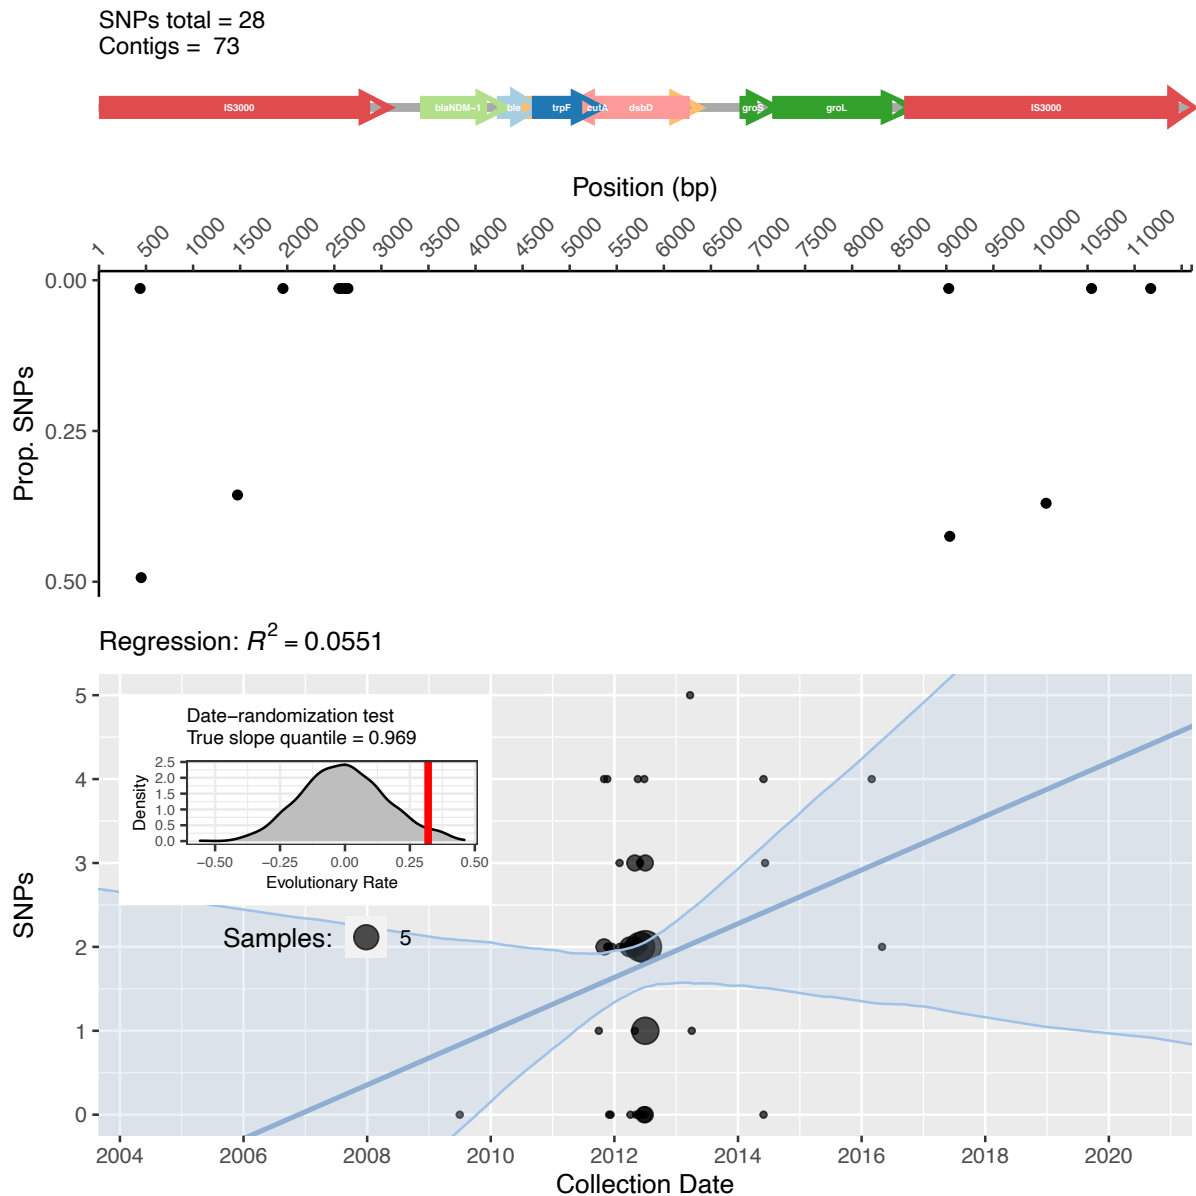 SNPs total = 28
Contigs = 73
IS3000 blaNDM−1 ble trpF cutA dsbD groS groL IS3000
Position (bp)
1 500 1000 1500 2000 2500 3000 3500 4000 4500 5000 5500 6000 6500 7000 7500 8000 8500 9000 9500 10000 10500 11000
Prop. SNPs
0.00
0.25
0.50
Regression: R² = 0.0551
SNPs
5
4
3
2
1
0
Date−randomization test
True slope quantile = 0.969
Density
2.5
2.0
1.5
1.0
0.5
0.0
−0.50 −0.25 0.00 0.25 0.50
Evolutionary Rate
Samples: 5
2004 2006 2008 2010 2012 2014 2016 2018 2020
Collection Date